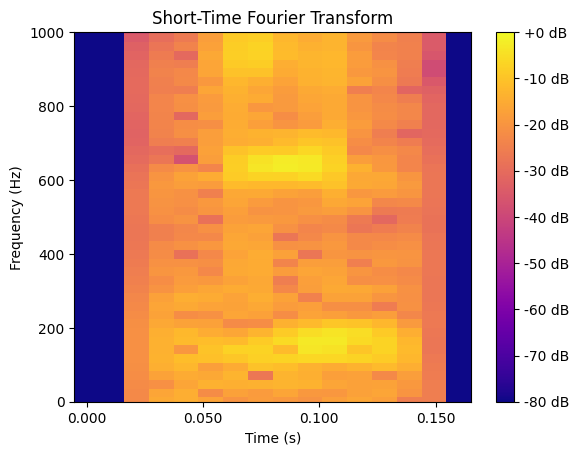 Short-Time Fourier Transform
Frequency (Hz)
1000
800
600
400
200
0
0.000 0.050 0.100 0.150
Time (s)
+0 dB
-10 dB
-20 dB
-30 dB
-40 dB
-50 dB
-60 dB
-70 dB
-80 dB